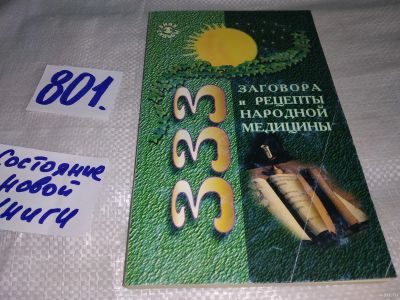 801.
Состояние
новой
книги
333
ЗАГОВОРА
и РЕЦЕПТЫ
НАРОДНОЙ
МЕДИЦИНЫ